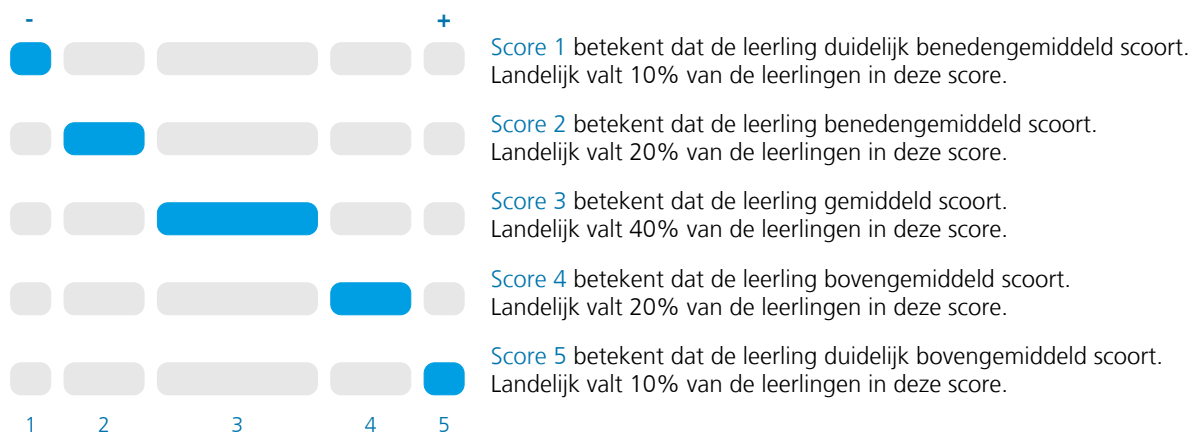 - +
Score 1 betekent dat de leerling duidelijk benedengemiddeld scoort.
Landelijk valt 10% van de leerlingen in deze score.
Score 2 betekent dat de leerling benedengemiddeld scoort.
Landelijk valt 20% van de leerlingen in deze score.
Score 3 betekent dat de leerling gemiddeld scoort.
Landelijk valt 40% van de leerlingen in deze score.
Score 4 betekent dat de leerling bovengemiddeld scoort.
Landelijk valt 20% van de leerlingen in deze score.
Score 5 betekent dat de leerling duidelijk bovengemiddeld scoort.
Landelijk valt 10% van de leerlingen in deze score.
1 2 3 4 5